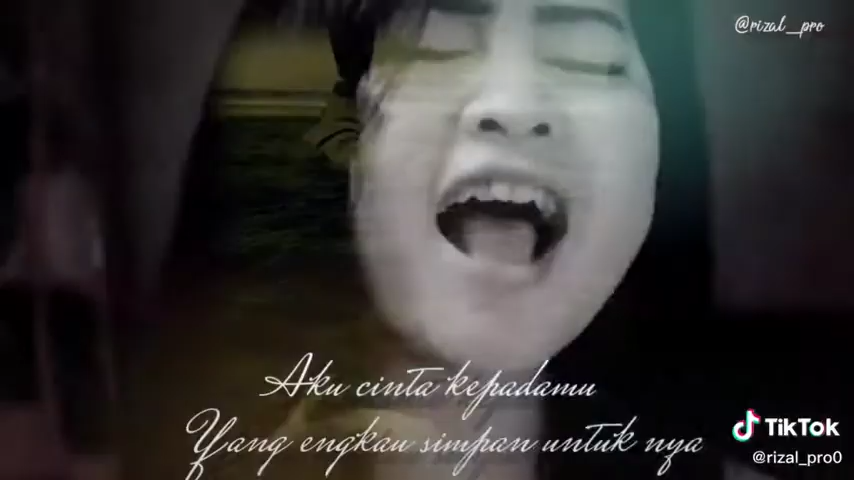 @rizal_pro
Aku cinta kepadamu
Yang engkau simpan untuk nya
TikTok
@rizal_pro0